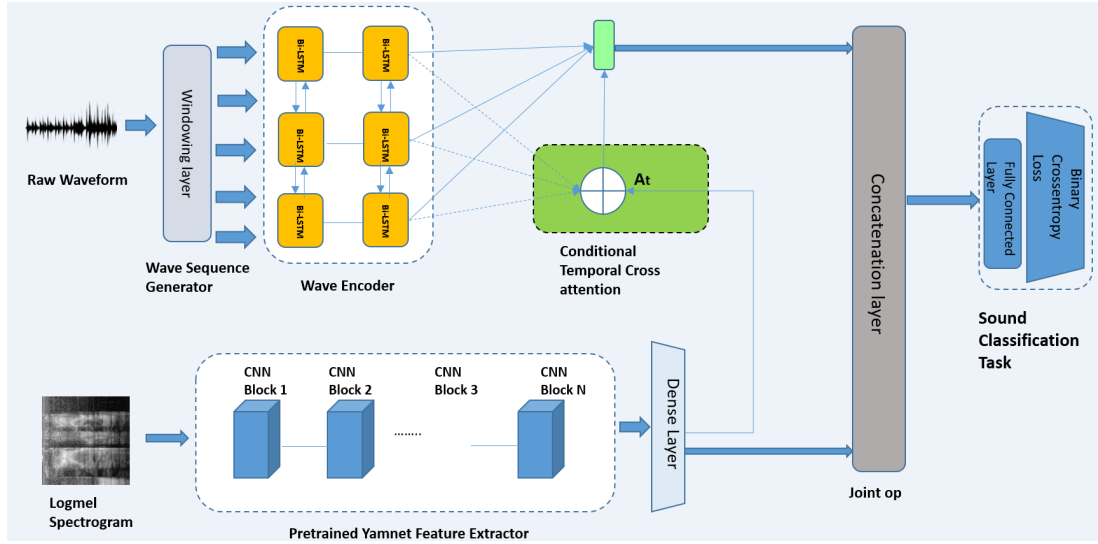 Raw Waveform
Windowing layer
Wave Sequence
Generator
Bi-LSTM
Bi-LSTM
Bi-LSTM
Bi-LSTM
Bi-LSTM
Bi-LSTM
Wave Encoder
At
Conditional
Temporal Cross
attention
Concatenation layer
Joint op
Fully Connected
Layer
Binary
Crossentropy
Loss
Sound
Classification
Task
Logmel
Spectrogram
CNN
Block 1
CNN
Block 2
CNN
Block 3
CNN
Block N
........
Pretrained Yamnet Feature Extractor
Dense Layer